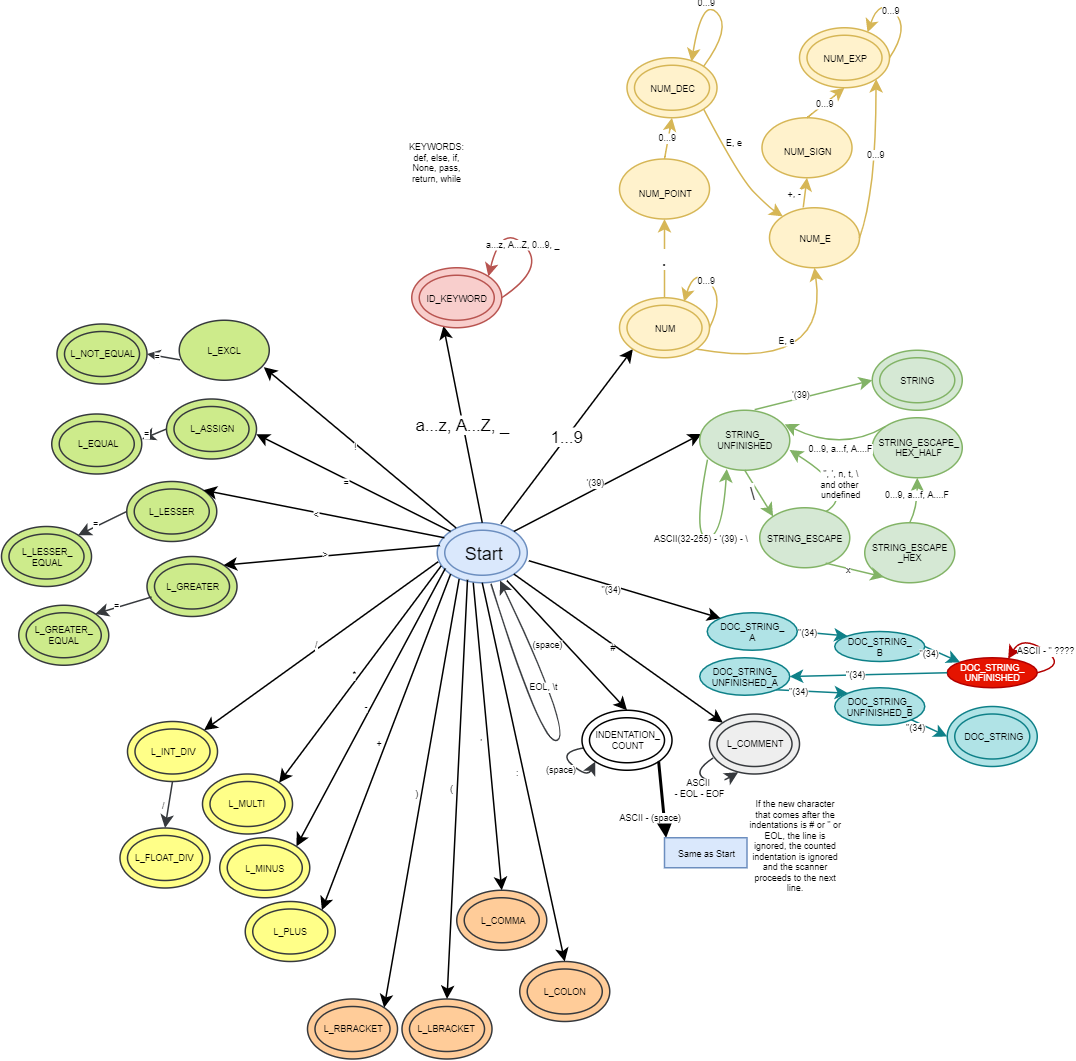 0...9
0...9
NUM_EXP
NUM_DEC
0...9
0...9
E, e
0...9
NUM_SIGN
KEYWORDS:
def, else, if,
None, pass,
return, while
NUM_POINT
+, -
NUM_E
a...z, A...Z, 0...9, _
.
0...9
ID_KEYWORD
NUM
E, e
L_NOT_EQUAL
=
L_EXCL
STRING
'(39)
a...z, A...Z, _
1...9
L_EQUAL
=
L_ASSIGN
!
STRING_
UNFINISHED
STRING_ESCAPE_
HEX_HALF
0...9, a...f, A....F
", ', n, t, \
and other
undefined
=
'(39)
\
0...9, a...f, A....F
L_LESSER
<
=
ASCII(32-255) - '(39) - \
STRING_ESCAPE
STRING_ESCAPE
_HEX
x
L_LESSER_
EQUAL
>
Start
L_GREATER
=
"(34)
L_GREATER_
EQUAL
DOC_STRING_
A
"(34)
DOC_STRING_
B
"(34)
ASCII - " ????
DOC_STRING_
UNFINISHED
/
*
(space)
#
DOC_STRING_
UNFINISHED_A
"(34)
"(34)
EOL, \t
DOC_STRING_
UNFINISHED_B
"(34)
DOC_STRING
-
+
.
INDENTATION_
COUNT
L_COMMENT
L_INT_DIV
(space)
:
ASCII
- EOL - EOF
)
(
/
L_MULTI
ASCII - (space)
If the new character
that comes after the
indentations is # or " or
EOL, the line is
ignored, the counted
indentation is ignored
and the scanner
proceeds to the next
line.
Same as Start
L_FLOAT_DIV
L_MINUS
L_PLUS
L_COMMA
L_COLON
L_RBRACKET
L_LBRACKET